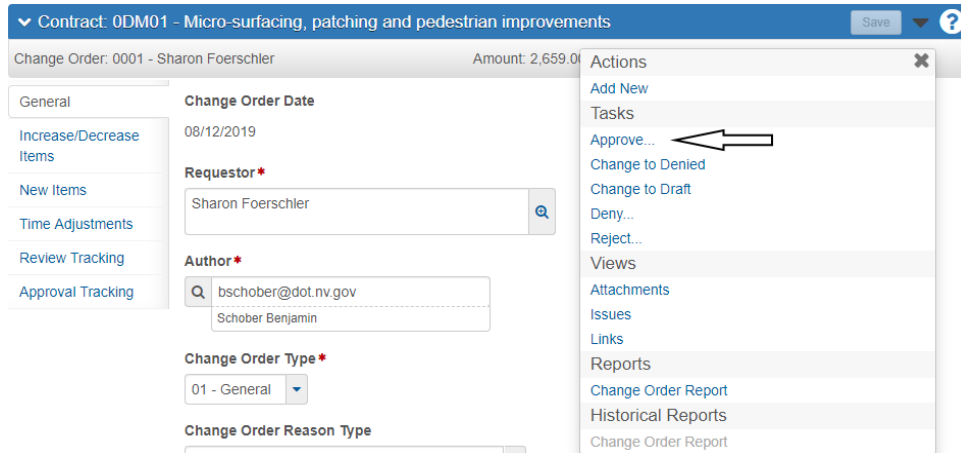 Contract: 0DM01 - Micro-surfacing, patching and pedestrian improvements
Save
?
Change Order: 0001 - Sharon Foerschler
Amount: 2,659.00
General
Increase/Decrease
Items
New Items
Time Adjustments
Review Tracking
Approval Tracking
Change Order Date
08/12/2019
Requestor*
Sharon Foerschler
Author*
bschober@dot.nv.gov
Schober Benjamin
Change Order Type*
01 - General
Change Order Reason Type
Actions
Add New
Tasks
Approve...
Change to Denied
Change to Draft
Deny...
Reject...
Views
Attachments
Issues
Links
Reports
Change Order Report
Historical Reports
Change Order Report